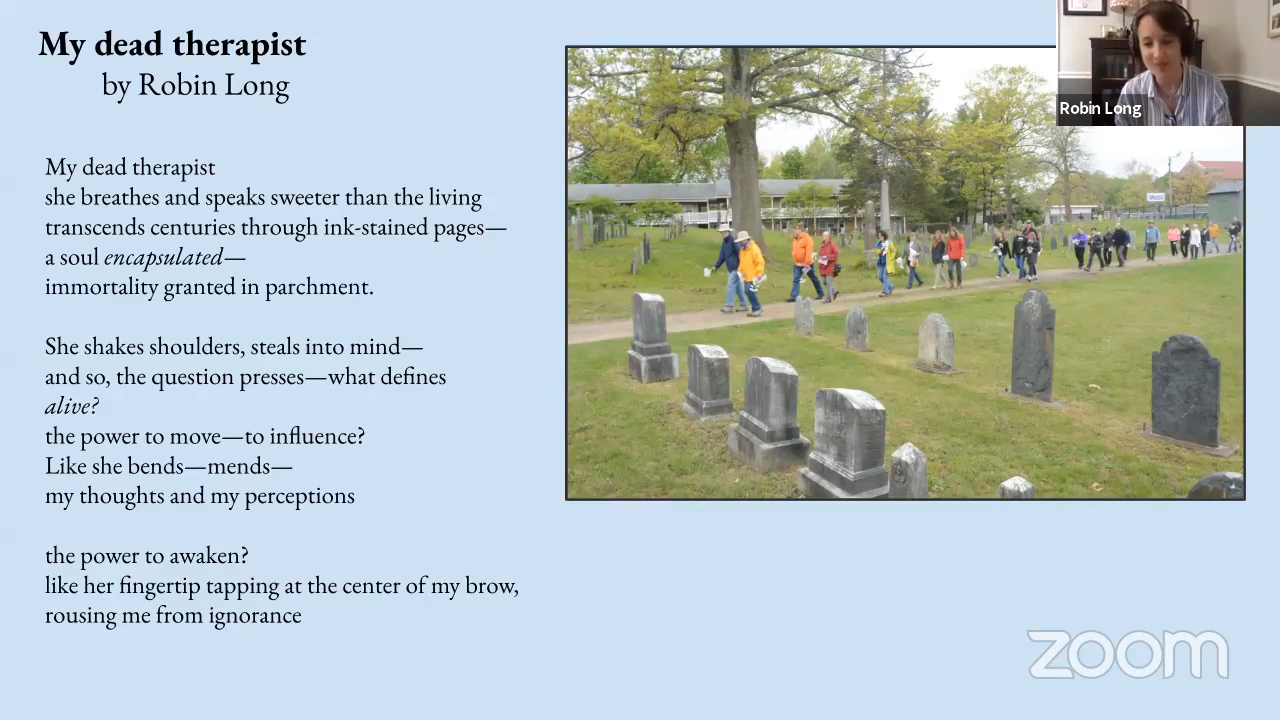 My dead therapist
by Robin Long
My dead therapist
she breathes and speaks sweeter than the living
transcends centuries through ink-stained pages—
a soul encapsulated—
immortality granted in parchment.
She shakes shoulders, steals into mind—
and so, the question presses—what defines
alive?
the power to move—to influence?
Like she bends—mends—
my thoughts and my perceptions
the power to awaken?
like her fingertip tapping at the center of my brow,
rousing me from ignorance
Robin Long
Mobil
zoom